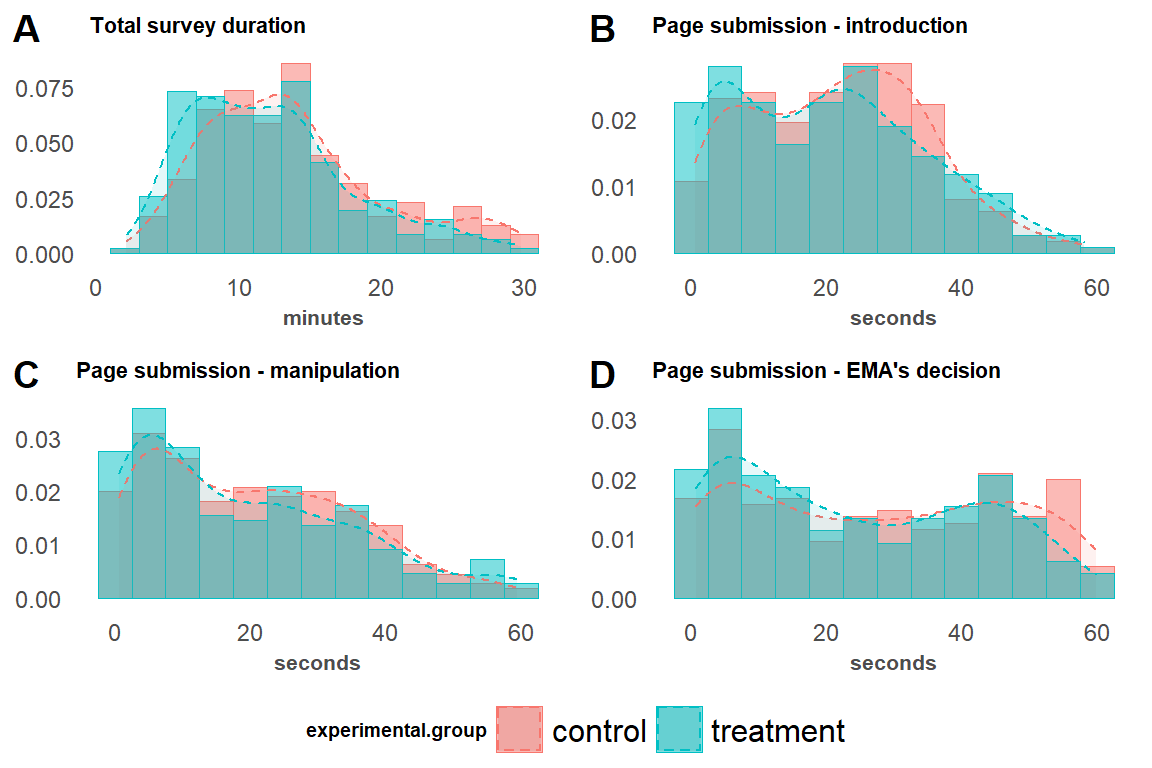 A Total survey duration
0.075
0.050
0.025
0.000
0 10 20 30
minutes
B Page submission - introduction
0.02
0.01
0.00
0 20 40 60
seconds
C Page submission - manipulation
0.03
0.02
0.01
0.00
0 20 40 60
seconds
D Page submission - EMA's decision
0.03
0.02
0.01
0.00
0 20 40 60
seconds
experimental.group control treatment